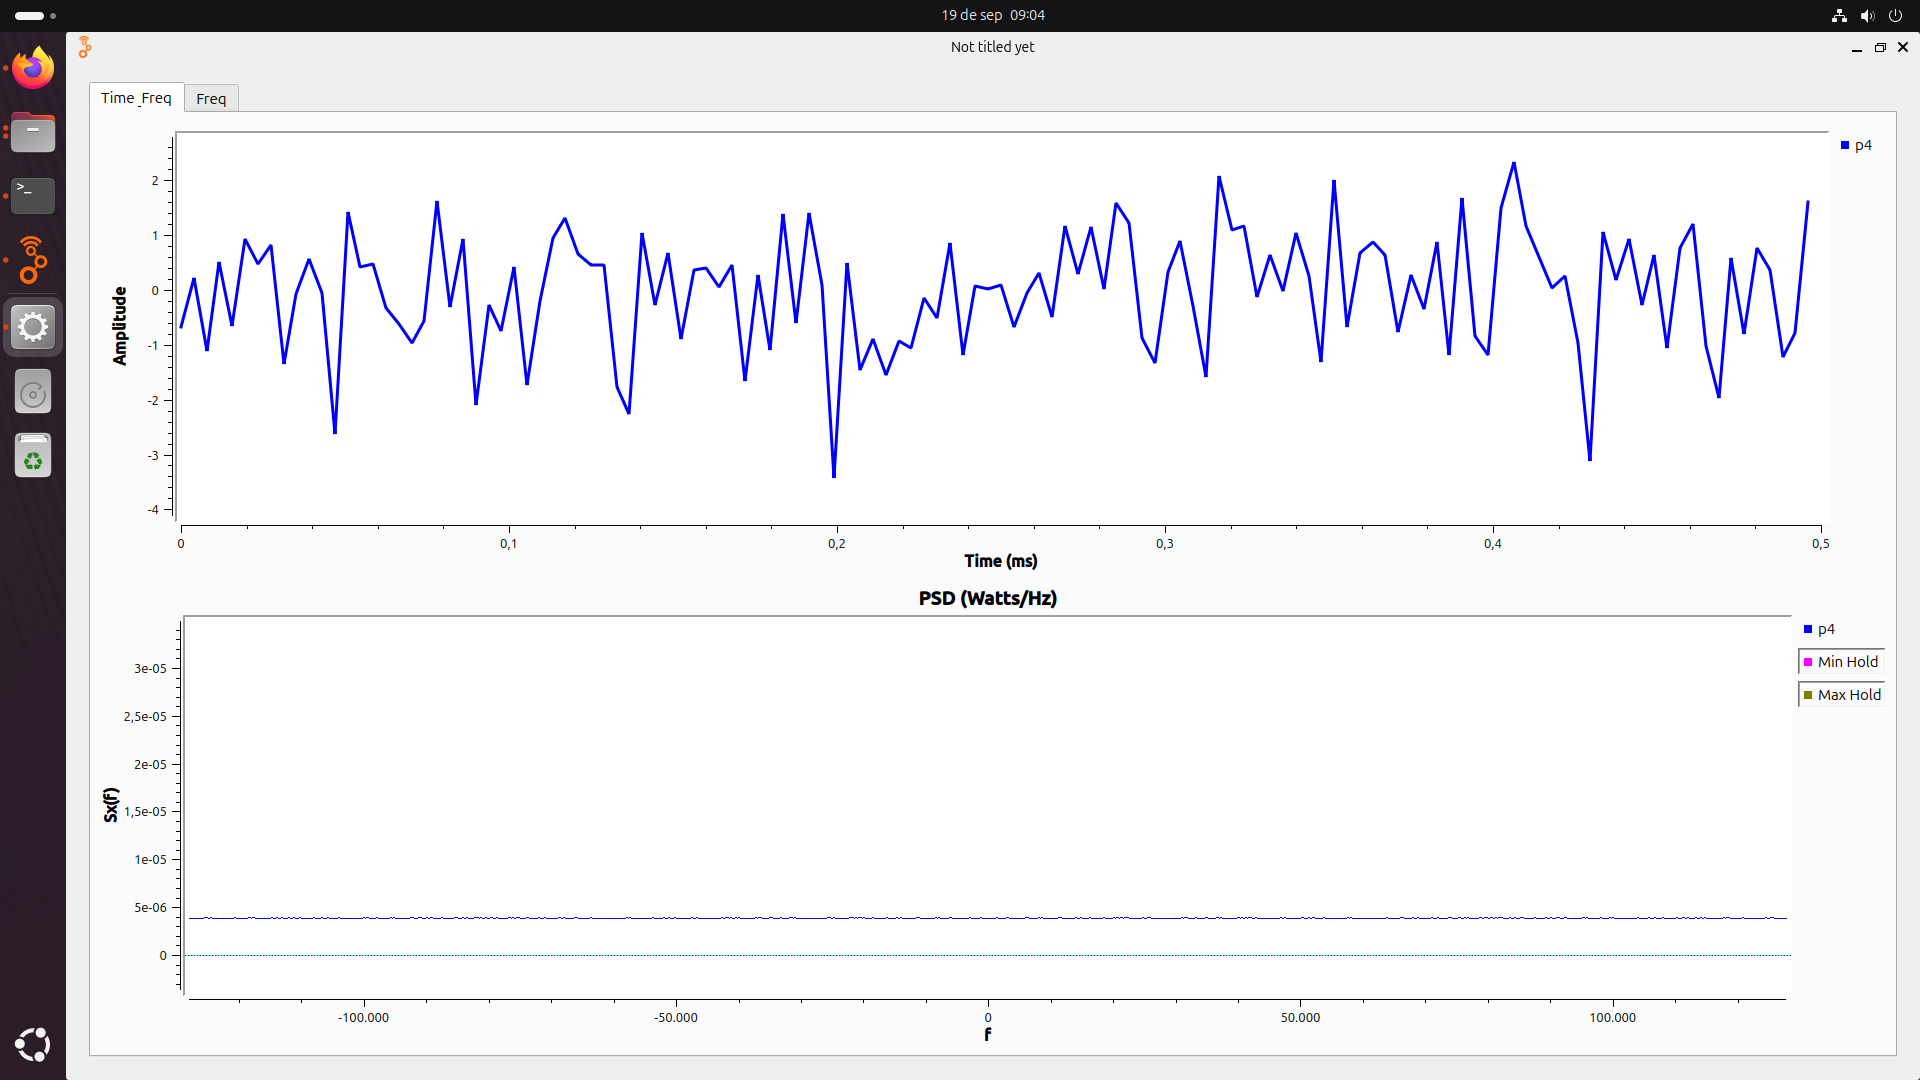 19 de sep 09:04
Not titled yet
Time_Freq
Freq
p4
Amplitude
2
1
0
-1
-2
-3
-4
0
0,1
0,2
0,3
0,4
0,5
Time (ms)
PSD (Watts/Hz)
p4
Min Hold
Max Hold
Sx(f)
3e-05
2,5e-05
2e-05
1,5e-05
1e-05
5e-06
0
-100.000
-50.000
0
50.000
100.000
f